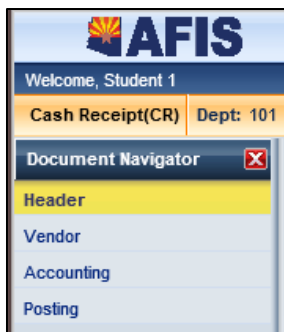 AFIS
Welcome, Student 1
Cash Receipt(CR) Dept: 101
Document Navigator
Header
Vendor
Accounting
Posting